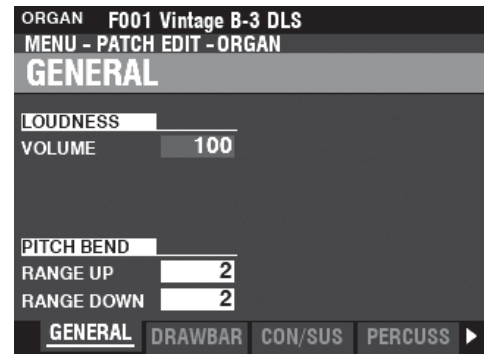 ORGAN F001 Vintage B-3 DLS
MENU - PATCH EDIT - ORGAN
GENERAL
LOUDNESS
VOLUME 100
PITCH BEND
RANGE UP 2
RANGE DOWN 2
GENERAL DRAWBAR CON/SUS PERCUSS